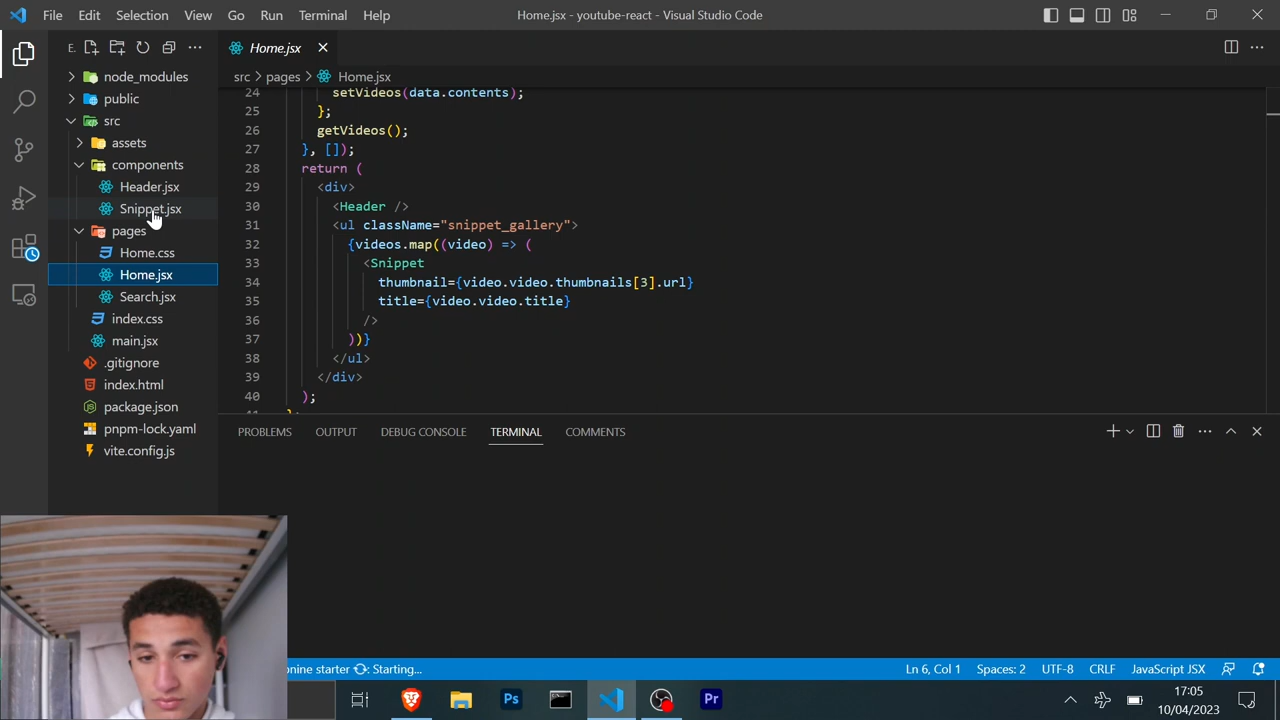 File Edit Selection View Go Run Terminal Help Home.jsx - youtube-react - Visual Studio Code
E. Home.jsx
src > pages > Home.jsx
node_modules
public
src
assets
components
Header.jsx
Snippet.jsx
pages
Home.css
Home.jsx
Search.jsx
index.css
main.jsx
.gitignore
index.html
package.json
pnpm-lock.yaml
vite.config.js
24 setVideos(data.contents);
25 };
26 getVideos();
27 }, []);
28 return (
29 <div>
30 <Header />
31 <ul className="snippet_gallery">
32 {videos.map((video) => (
33 <Snippet
34 thumbnail={video.video.thumbnails[3].url}
35 title={video.video.title}
36 />
37 ))}
38 </ul>
39 </div>
40 );
PROBLEMS OUTPUT DEBUG CONSOLE TERMINAL COMMENTS
starter Starting... Ln 6, Col 1 Spaces: 2 UTF-8 CRLF JavaScript JSX
Ps Pr
17:05
10/04/2023